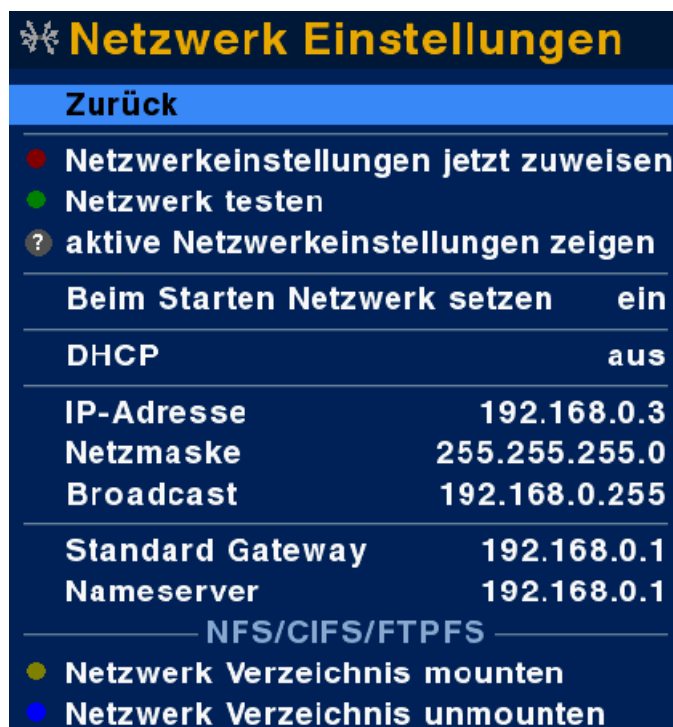 Netzwerk Einstellungen
Zurück
Netzwerkeinstellungen jetzt zuweisen
Netzwerk testen
? aktive Netzwerkeinstellungen zeigen
Beim Starten Netzwerk setzen ein
DHCP aus
IP-Adresse 192.168.0.3
Netzmaske 255.255.255.0
Broadcast 192.168.0.255
Standard Gateway 192.168.0.1
Nameserver 192.168.0.1
NFS/CIFS/FTPFS
Netzwerk Verzeichnis mounten
Netzwerk Verzeichnis unmounten